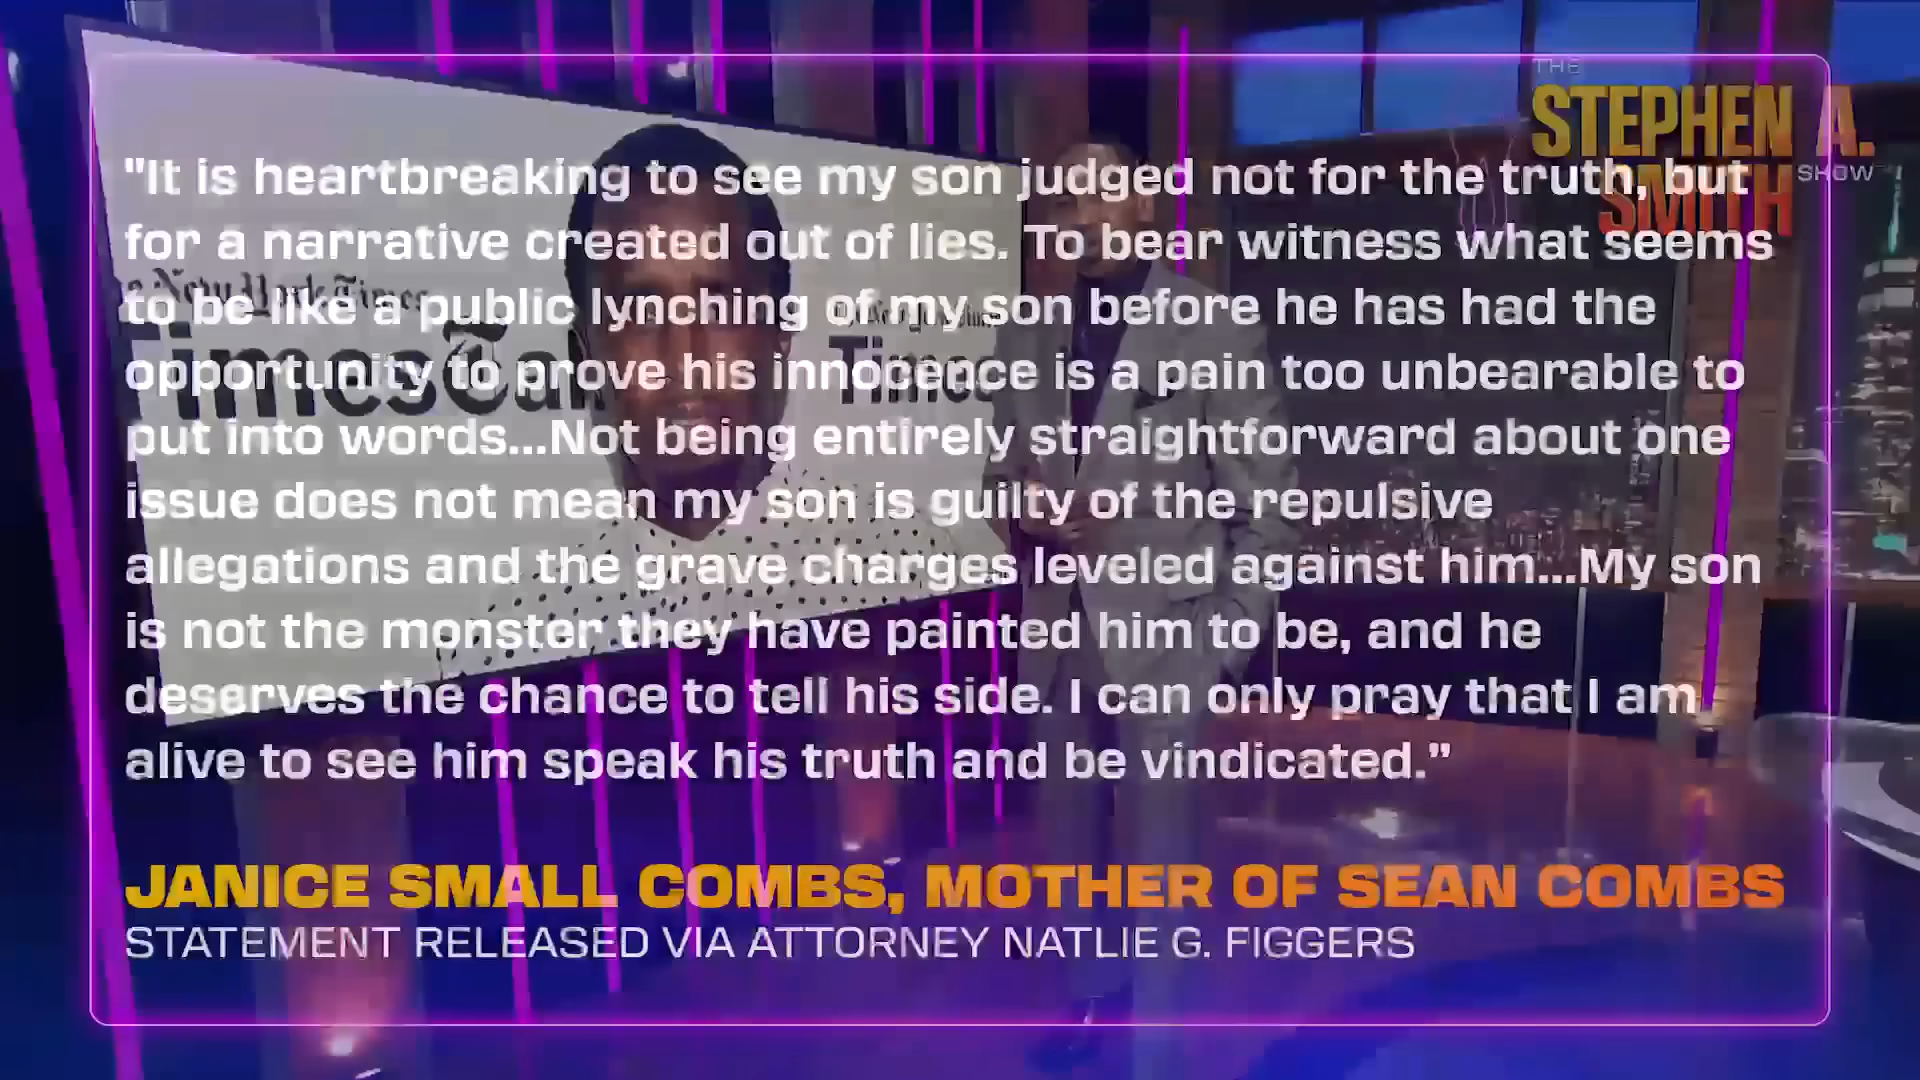 THE
STEPHEN A.
SMITH
SHOW
"It is heartbreaking to see my son judged not for the truth, but
for a narrative created out of lies. To bear witness what seems
to be like a public lynching of my son before he has had the
opportunity to prove his innocence is a pain too unbearable to
put into words...Not being entirely straightforward about one
issue does not mean my son is guilty of the repulsive
allegations and the grave charges leveled against him...My son
is not the monster they have painted him to be, and he
deserves the chance to tell his side. I can only pray that I am
alive to see him speak his truth and be vindicated.”
JANICE SMALL COMBS, MOTHER OF SEAN COMBS
STATEMENT RELEASED VIA ATTORNEY NATLIE G. FIGGERS
New York Times
Times